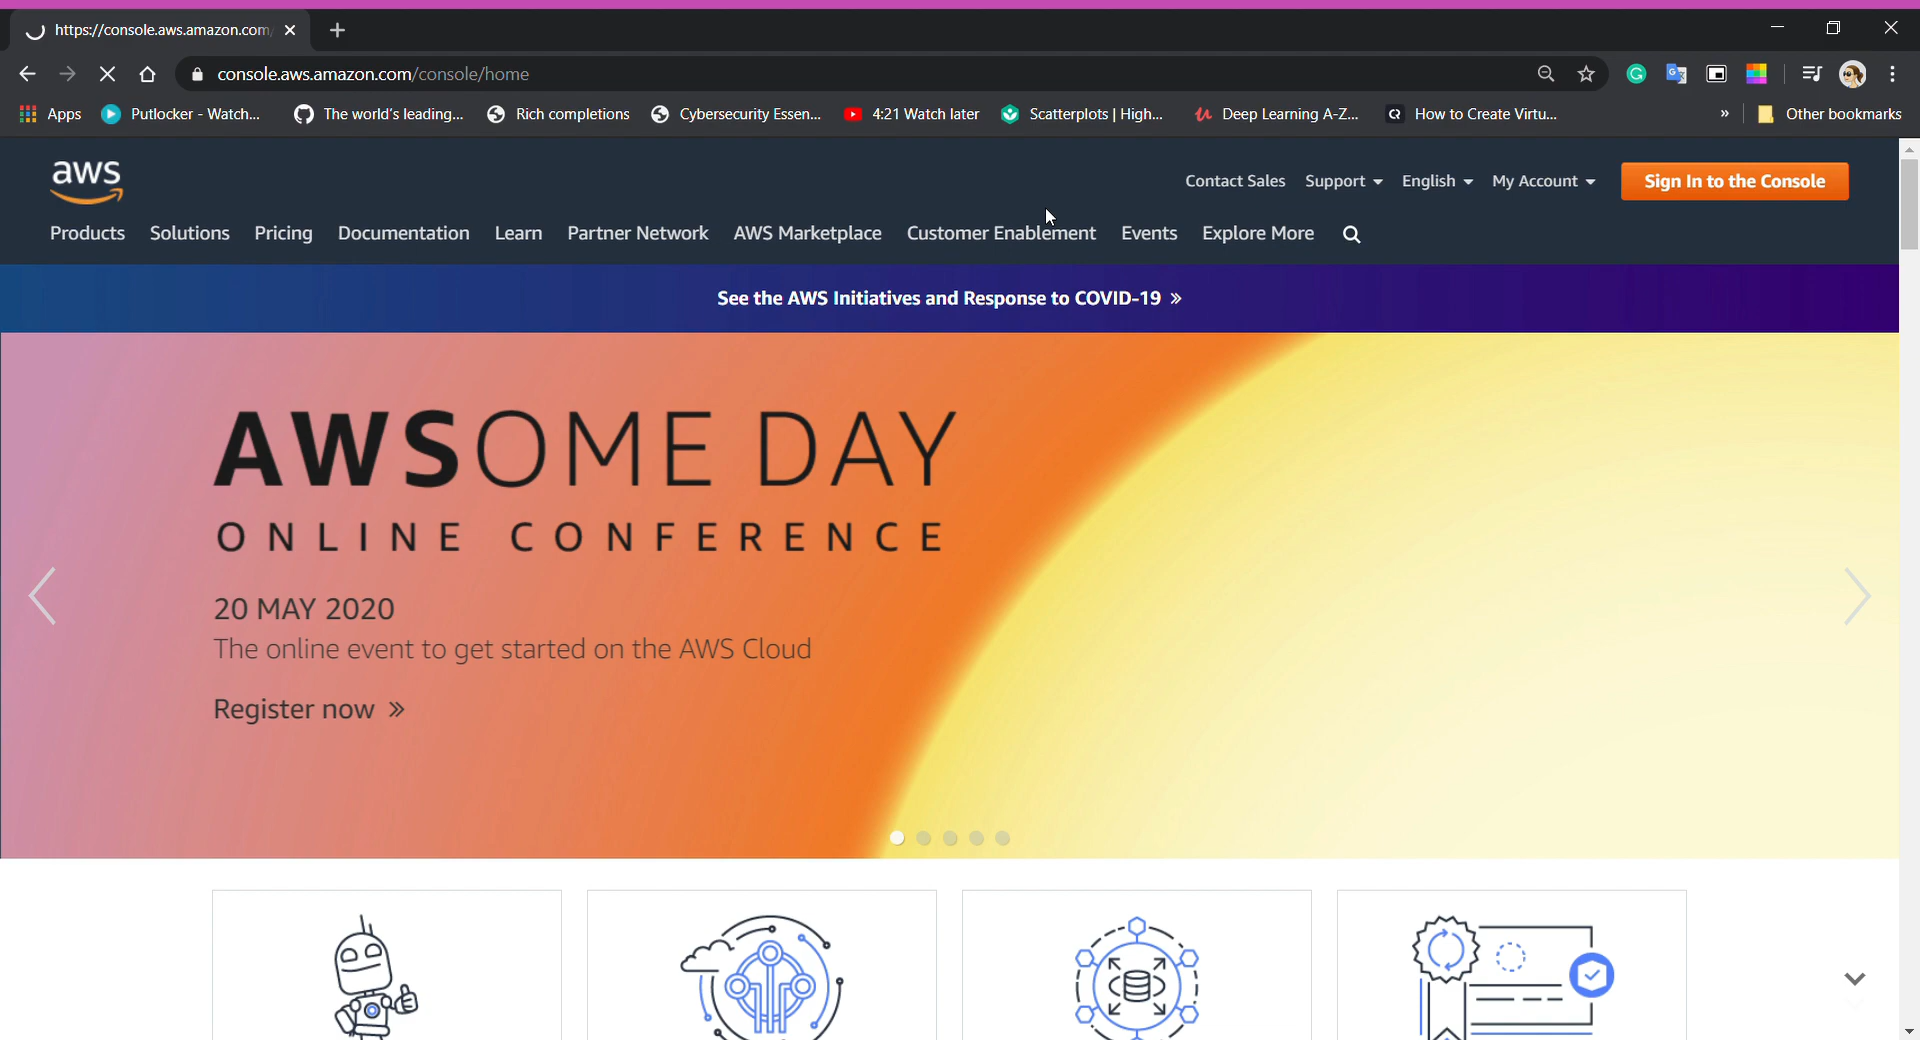 https://console.aws.amazon.com/
console.aws.amazon.com/console/home
Apps
Putlocker - Watch...
The world's leading...
Rich completions
Cybersecurity Essen...
4:21 Watch later
Scatterplots | High...
Deep Learning A-Z...
How to Create Virtu...
»
Other bookmarks
aws
Contact Sales Support English My Account Sign In to the Console
Products Solutions Pricing Documentation Learn Partner Network AWS Marketplace Customer Enablement Events Explore More
See the AWS Initiatives and Response to COVID-19 »
AWSOME DAY
ONLINE CONFERENCE
20 MAY 2020
The online event to get started on the AWS Cloud
Register now »